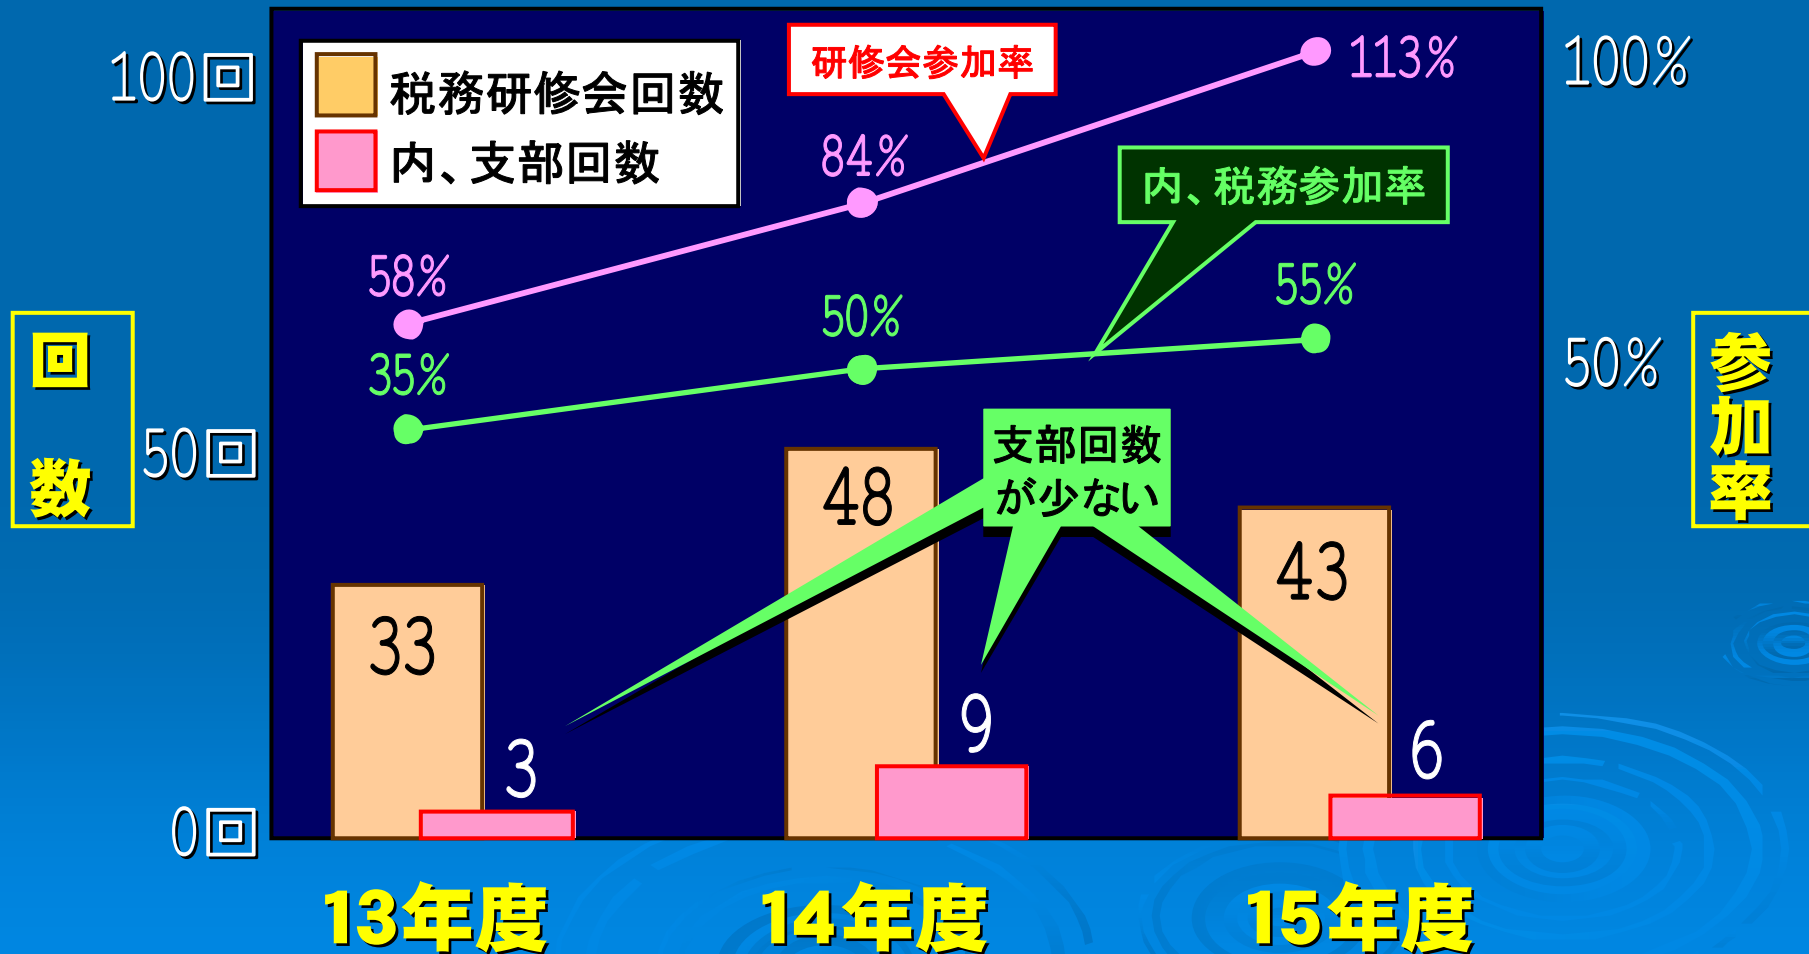 100回
50回
0回
回
数
税務研修会回数
内、支部回数
研修会参加率
113%
84%
58%
内、税務参加率
55%
50%
35%
支部回数
が少ない
33
3
48
9
43
6
100%
50%
参
加
率
13年度
14年度
15年度